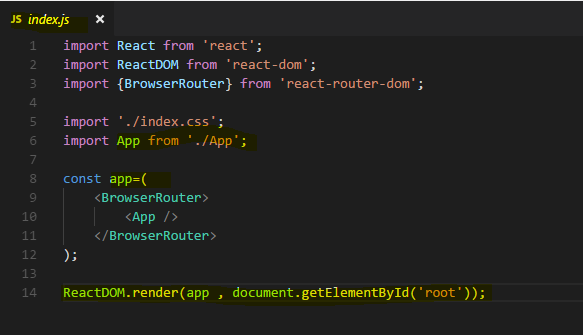 JS index.js ×
1 import React from 'react';
2 import ReactDOM from 'react-dom';
3 import {BrowserRouter} from 'react-router-dom';
4
5 import './index.css';
6 import App from './App';
7
8 const app=(
9     <BrowserRouter>
10         <App />
11     </BrowserRouter>
12 );
13
14 ReactDOM.render(app , document.getElementById('root'));